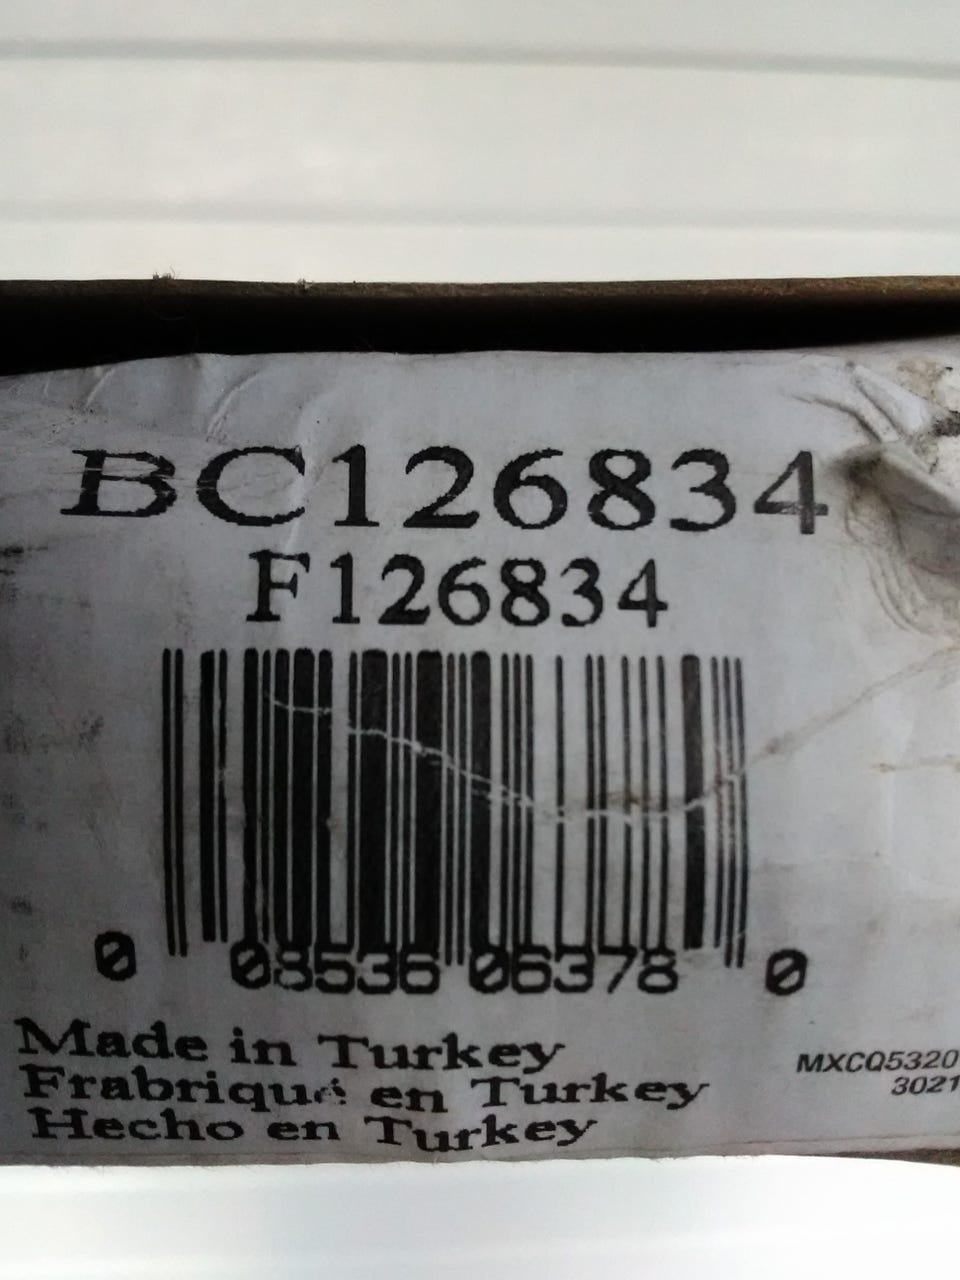 BC126834
F126834
0 08536 06378 0
Made in Turkey
Frabriqué en Turkey
Hecho en Turkey
MXCQ5320
3021